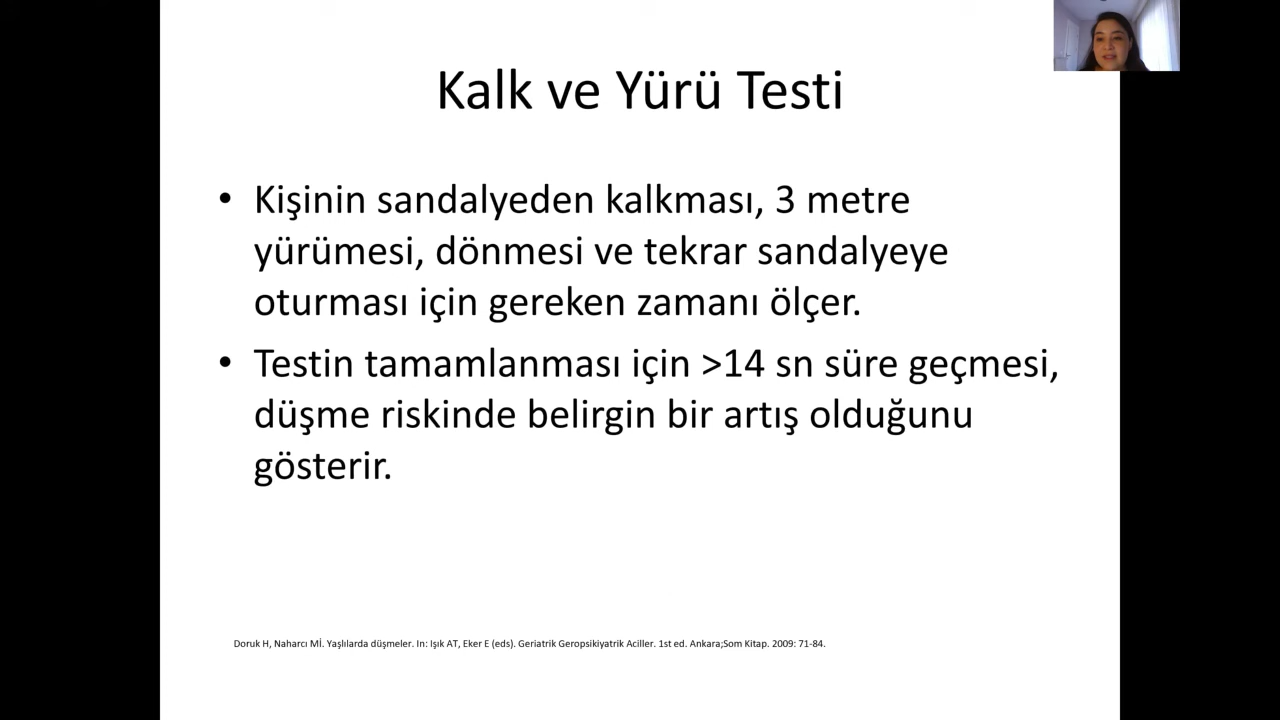 Kalk ve Yürü Testi
• Kişinin sandalyeden kalkması, 3 metre
yürümesi, dönmesi ve tekrar sandalyeye
oturması için gereken zamanı ölçer.
• Testin tamamlanması için >14 sn süre geçmesi,
düşme riskinde belirgin bir artış olduğunu
gösterir.
Doruk H, Naharcı Mİ. Yaşlılarda düşmeler. In: Işık AT, Eker E (eds). Geriatrik Geropsikiyatrik Aciller. 1st ed. Ankara;Som Kitap. 2009: 71-84.